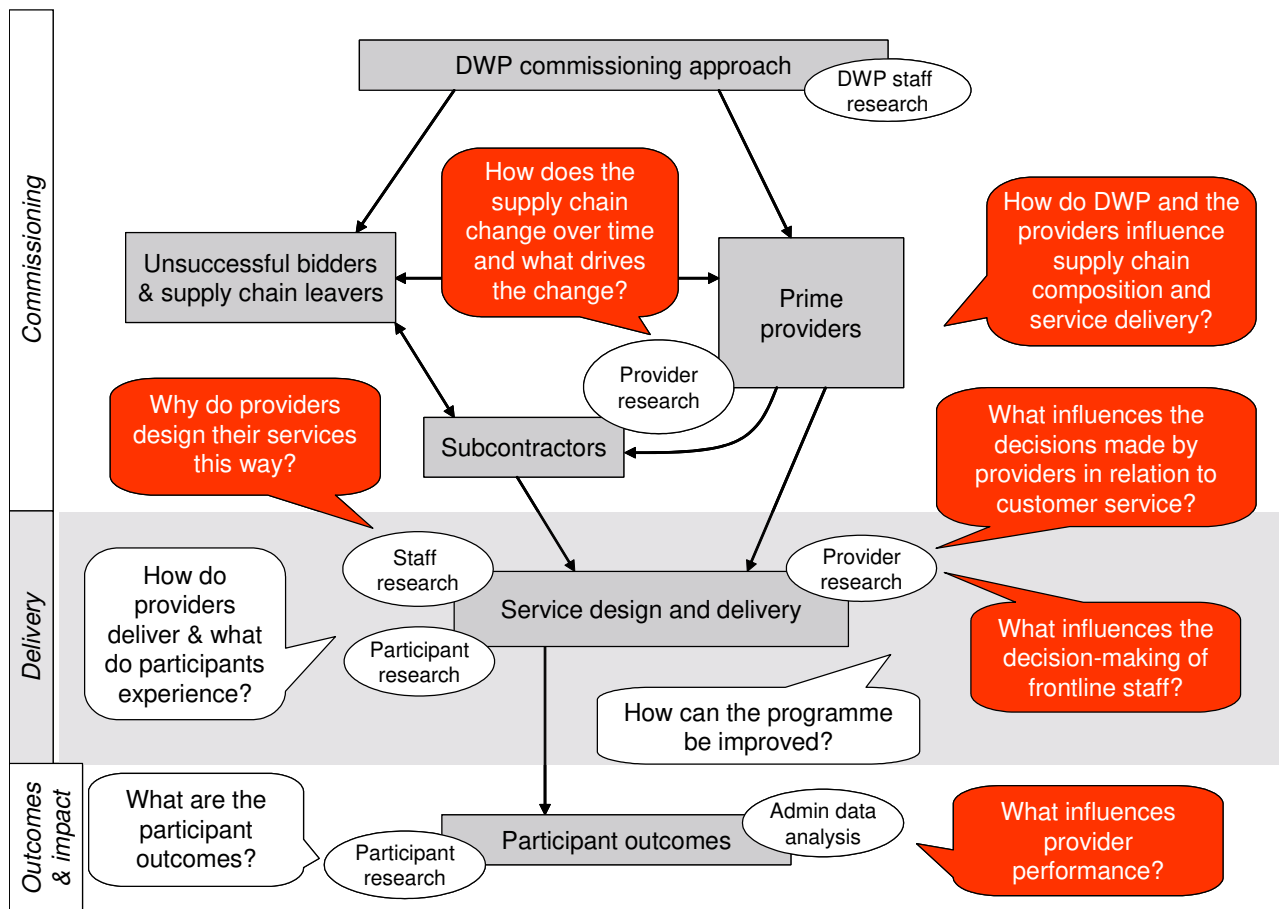 Commissioning
DWP commissioning approach
DWP staff
research
How does the
supply chain
change over time
and what drives
the change?
How do DWP and the
providers influence
supply chain
composition and
service delivery?
Unsuccessful bidders
& supply chain leavers
Prime
providers
Provider
research
Why do providers
design their services
this way?
Subcontractors
What influences the
decisions made by
providers in relation to
customer service?
Delivery
Staff
research
Provider
research
How do
providers
deliver & what
do participants
experience?
Service design and delivery
Participant
research
What influences the
decision-making of
frontline staff?
How can the programme
be improved?
Outcomes
& impact
What are the
participant
outcomes?
Participant
research
Participant outcomes
Admin data
analysis
What influences
provider
performance?